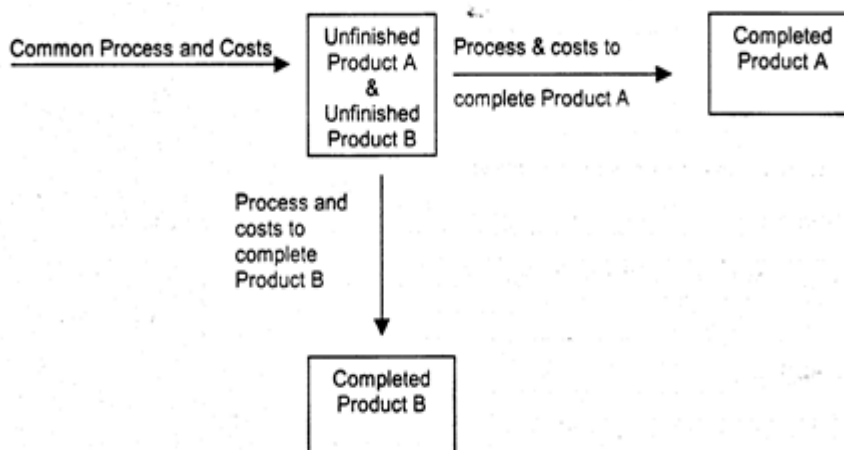 Common Process and Costs
Unfinished
Product A
&
Unfinished
Product B
Process & costs to
complete Product A
Completed
Product A
Process and
costs to
complete
Product B
Completed
Product B